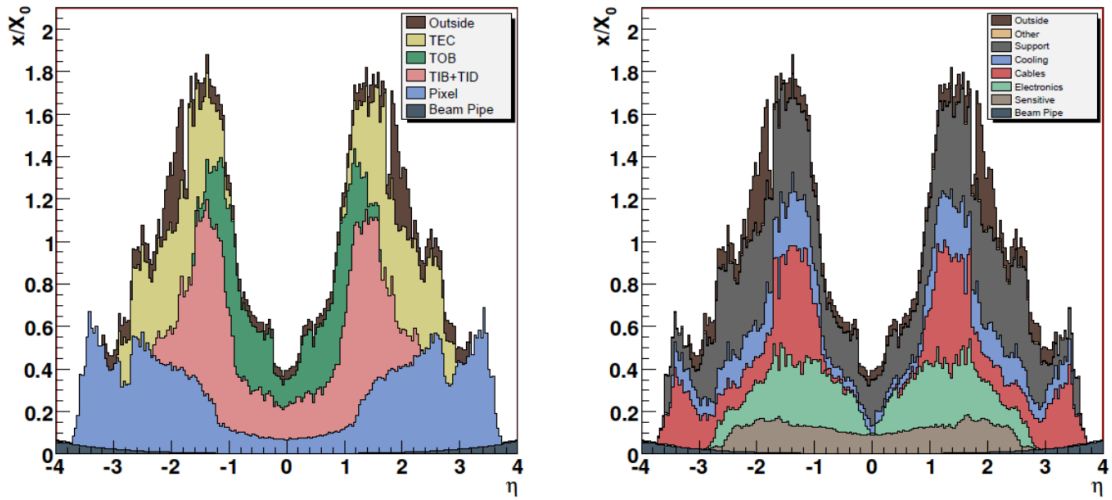 x/X₀
2
1.8
1.6
1.4
1.2
1
0.8
0.6
0.4
0.2
0
-4 -3 -2 -1 0 1 2 3 4
η
Outside
TEC
TOB
TIB+TID
Pixel
Beam Pipe
x/X₀
2
1.8
1.6
1.4
1.2
1
0.8
0.6
0.4
0.2
0
-4 -3 -2 -1 0 1 2 3 4
η
Outside
Other
Support
Cooling
Cables
Electronics
Sensitive
Beam Pipe